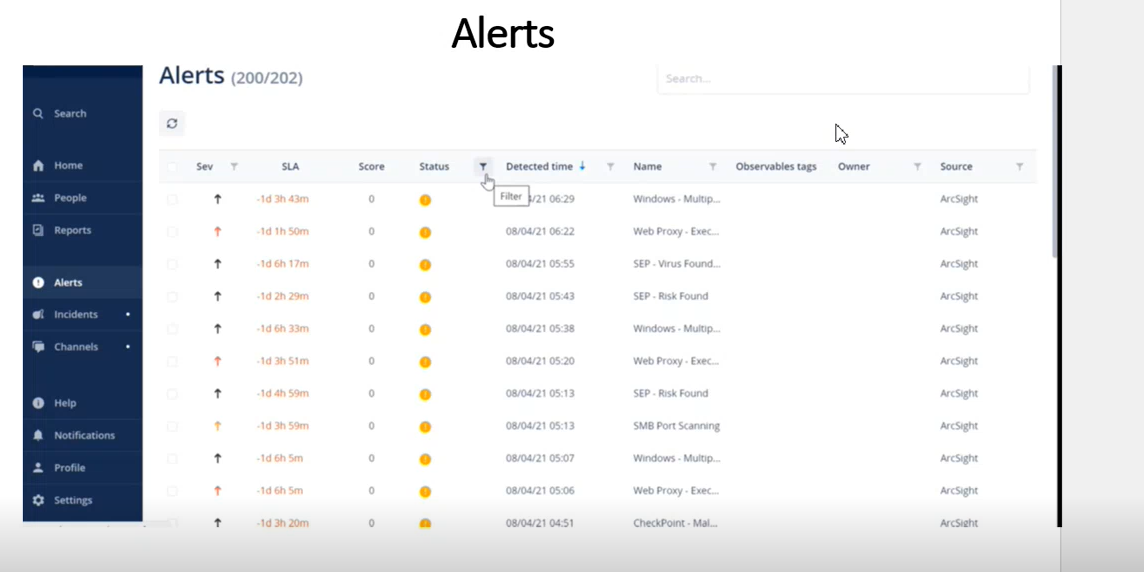 Alerts
Alerts (200/202)
Search...
Search
Home
People
Reports
Alerts
Incidents
Channels
Help
Notifications
Profile
Settings
Sev SLA Score Status Detected time Name Observables tags Owner Source
Filter
-1d 3h 43m 0 /21 06:29 Windows - Multip... ArcSight
-1d 1h 50m 0 08/04/21 06:22 Web Proxy - Exec... ArcSight
-1d 6h 17m 0 08/04/21 05:55 SEP - Virus Found... ArcSight
-1d 2h 29m 0 08/04/21 05:43 SEP - Risk Found ArcSight
-1d 6h 33m 0 08/04/21 05:38 Windows - Multip... ArcSight
-1d 3h 51m 0 08/04/21 05:20 Web Proxy - Exec... ArcSight
-1d 4h 59m 0 08/04/21 05:13 SEP - Risk Found ArcSight
-1d 3h 59m 0 08/04/21 05:13 SMB Port Scanning ArcSight
-1d 6h 5m 0 08/04/21 05:07 Windows - Multip... ArcSight
-1d 6h 5m 0 08/04/21 05:06 Web Proxy - Exec... ArcSight
-1d 3h 20m 0 08/04/21 04:51 CheckPoint - Mal... ArcSight